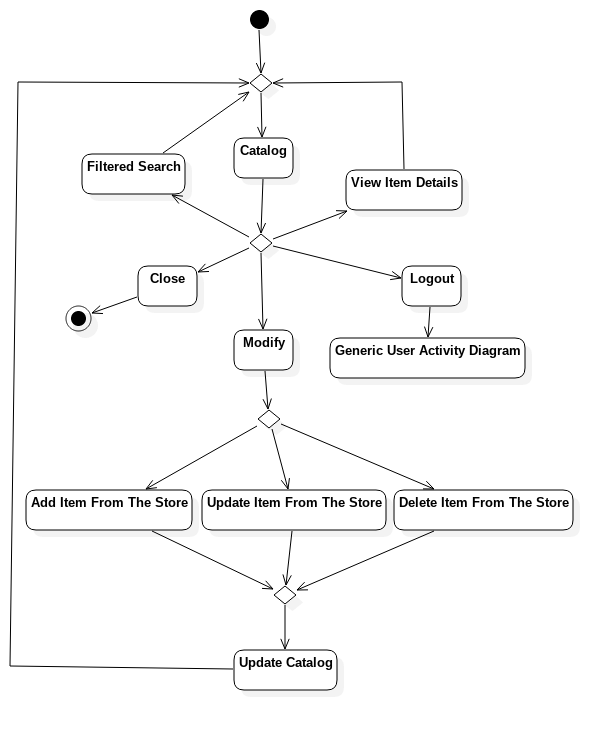 Catalog
Filtered Search
View Item Details
Close
Logout
Modify
Generic User Activity Diagram
Add Item From The Store
Update Item From The Store
Delete Item From The Store
Update Catalog